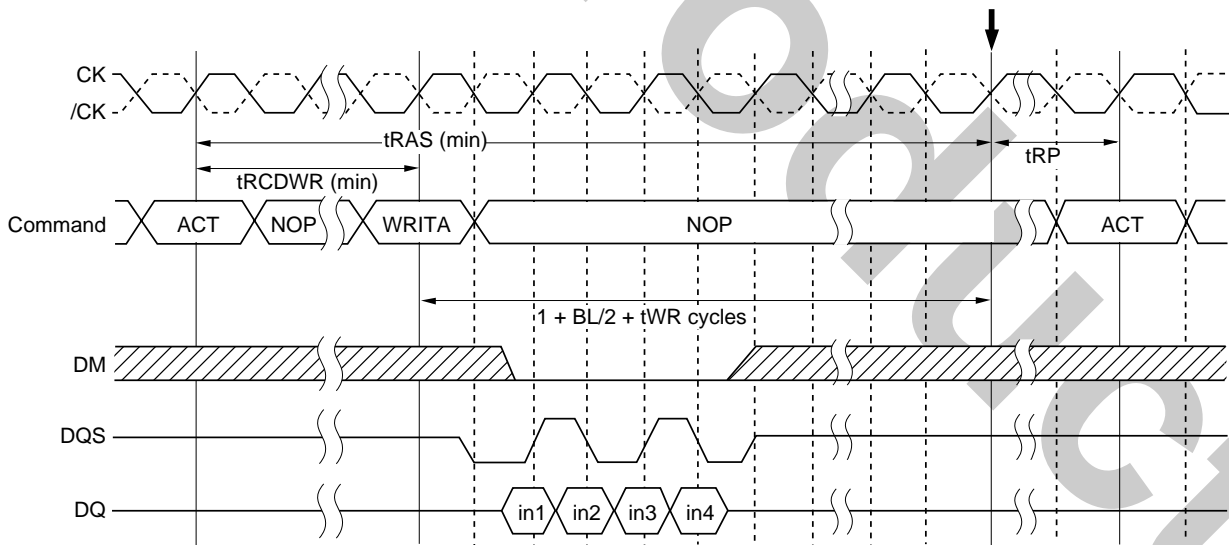 CK
/CK
tRAS (min)
tRP
tRCDWR (min)
Command ACT NOP WRITA NOP ACT
1 + BL/2 + tWR cycles
DM
DQS
DQ in1 in2 in3 in4